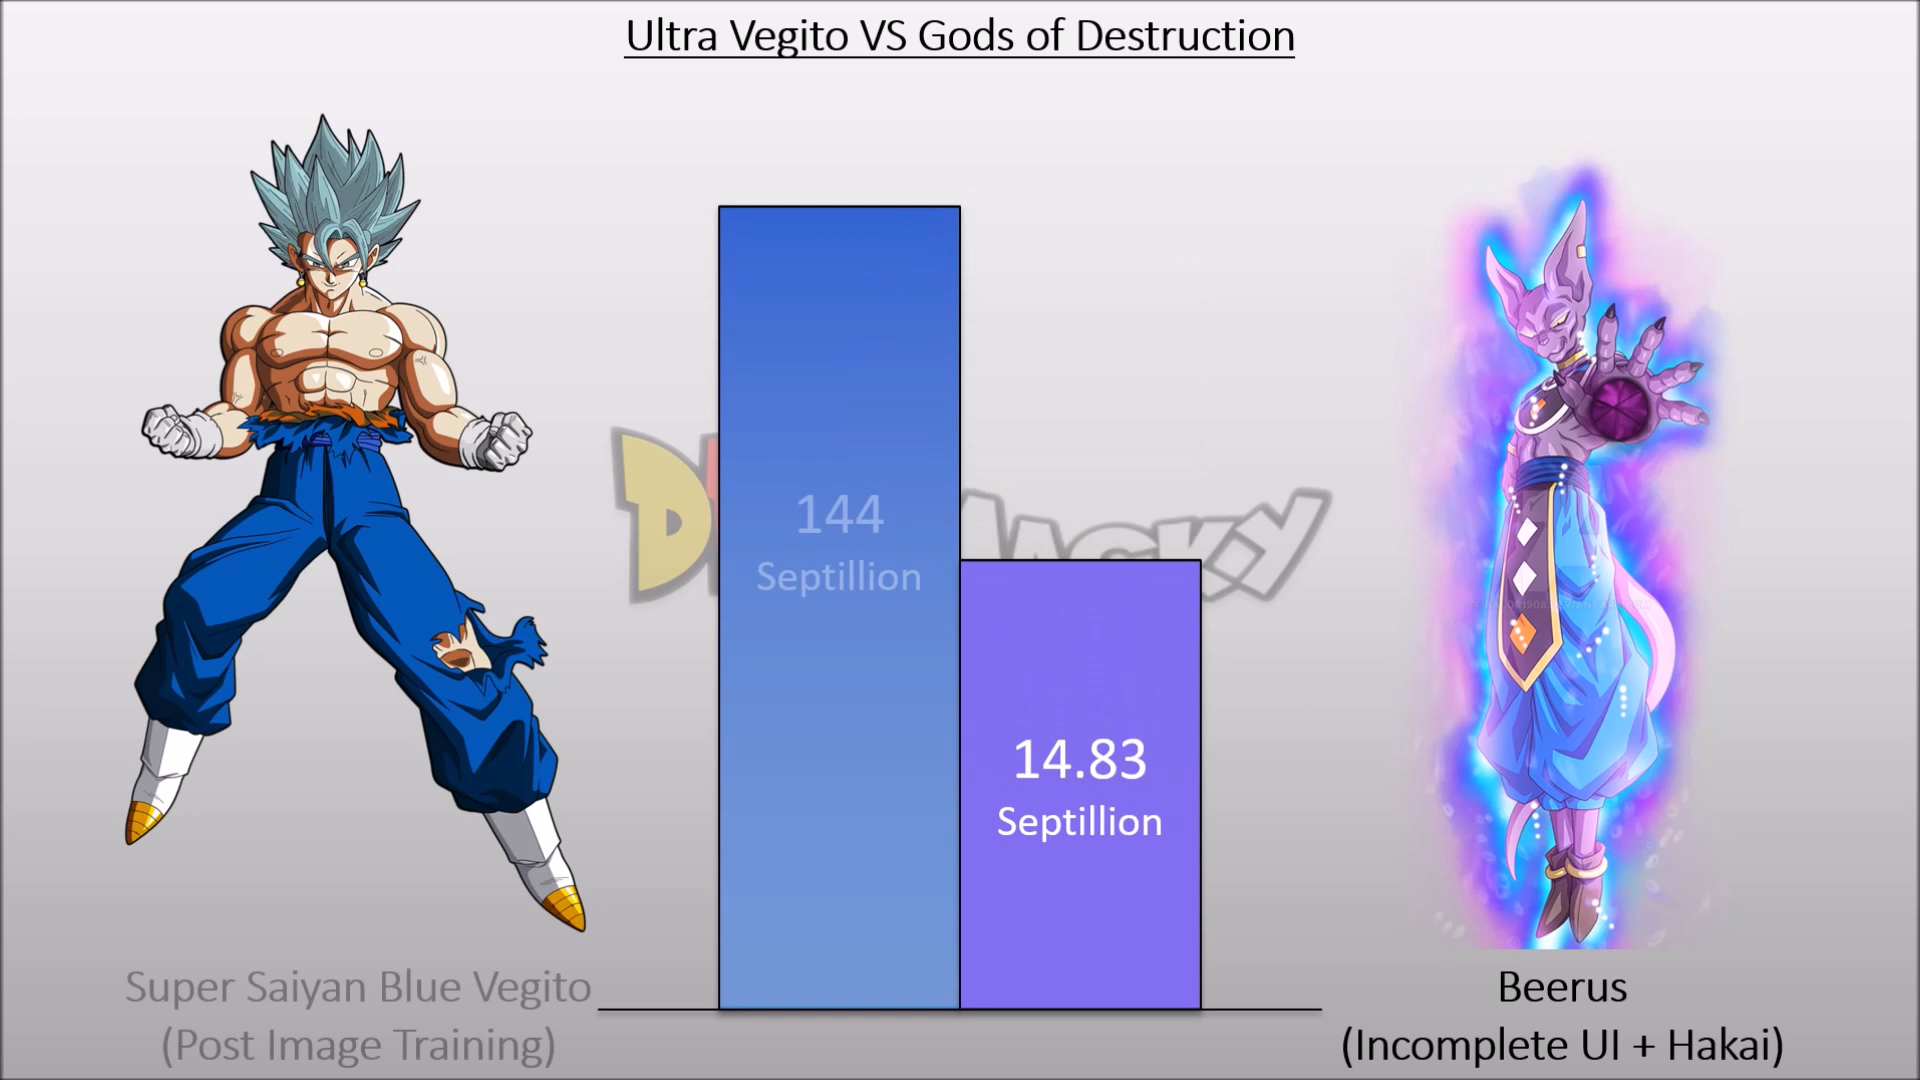 Ultra Vegito VS Gods of Destruction
144
Septillion
14.83
Septillion
Super Saiyan Blue Vegito
(Post Image Training)
Beerus
(Incomplete UI + Hakai)